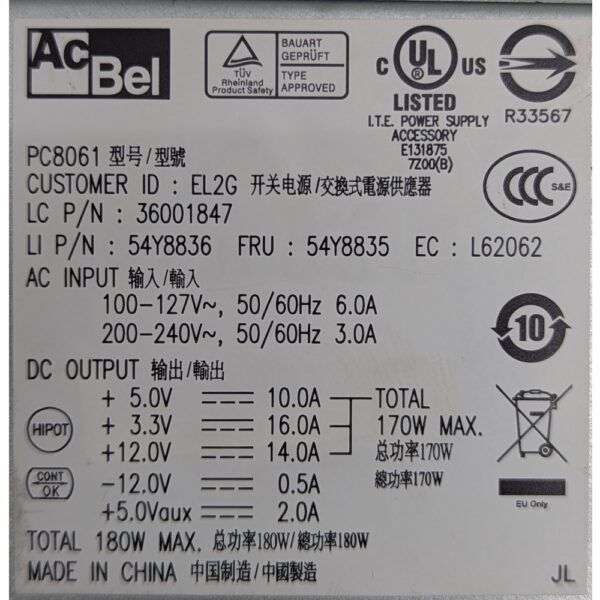 AcBel
TÜV
Rheinland
Product Safety
BAUART
GEPRÜFT
TYPE
APPROVED
C UL US
LISTED
I.T.E. POWER SUPPLY
ACCESSORY
E131875
7Z00(B)
R33567
PC8061 型号/型號
CUSTOMER ID : EL2G 开关电源/交換式電源供應器
LC P/N : 36001847
LI P/N : 54Y8836 FRU : 54Y8835 EC : L62062
CCC S&E
AC INPUT 输入/輸入
100-127V~, 50/60Hz 6.0A
200-240V~, 50/60Hz 3.0A
10
DC OUTPUT 输出/輸出
+ 5.0V 10.0A TOTAL
+ 3.3V 16.0A 170W MAX.
+12.0V 14.0A 总功率170W
-12.0V 0.5A 總功率170W
+5.0Vaux 2.0A
HIPOT
CONT
OK
EU Only
TOTAL 180W MAX. 总功率180W/總功率180W
MADE IN CHINA 中国制造/中國製造
JL